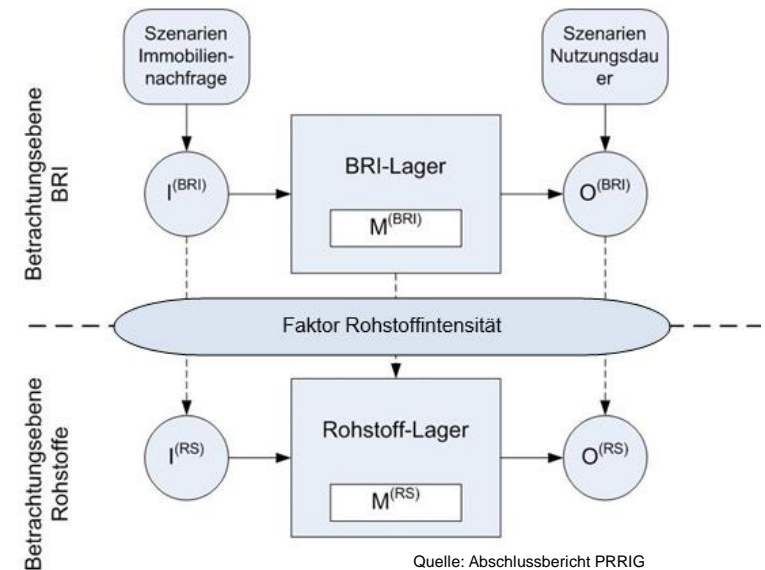 Szenarien
Immobilien-
nachfrage
Szenarien
Nutzungsdau
er
Betrachtungsebene
BRI
I(BRI)
BRI-Lager
M(BRI)
O(BRI)
Faktor Rohstoffintensität
Betrachtungsebene
Rohstoffe
I(RS)
Rohstoff-Lager
M(RS)
O(RS)
Quelle: Abschlussbericht PRRIG